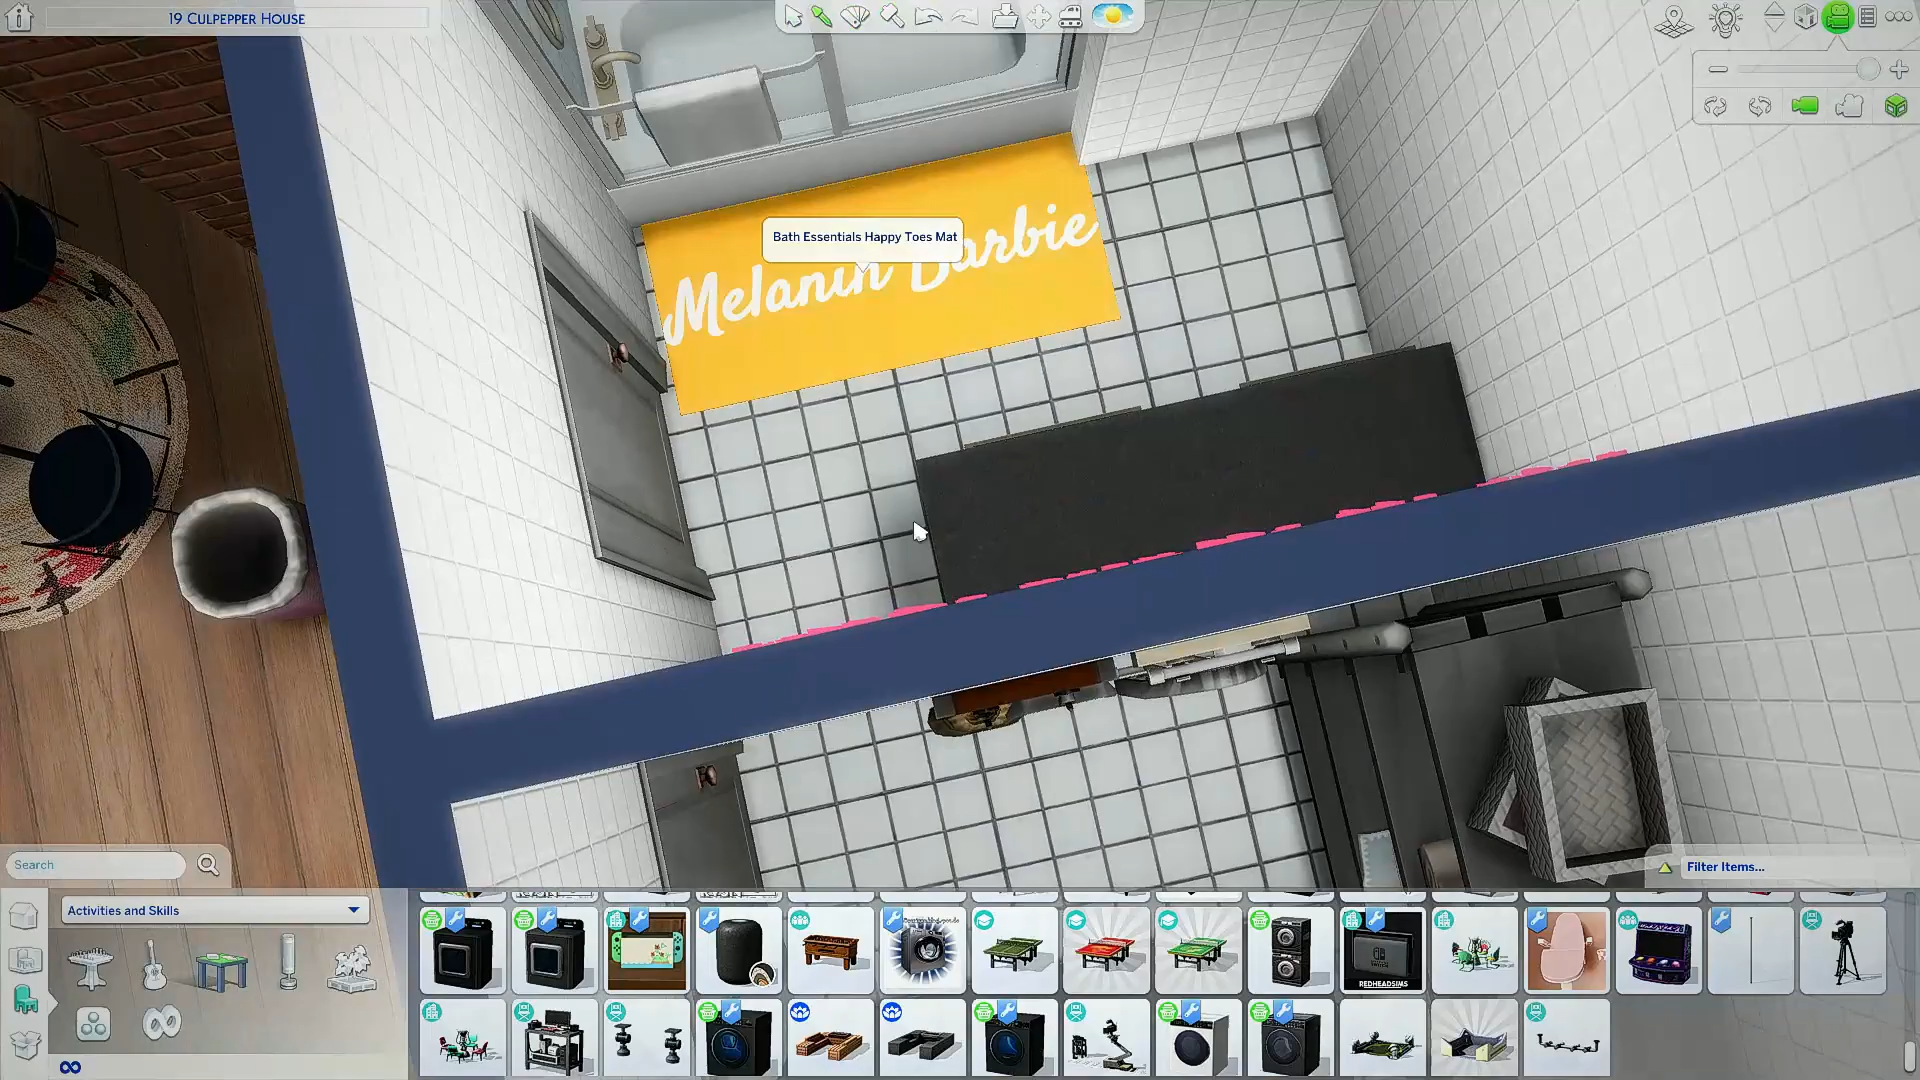 19 Culpepper House
Bath Essentials Happy Toes Mat
Melanin Barbie
Search
Filter Items...
Activities and Skills
REDHEADSIMS